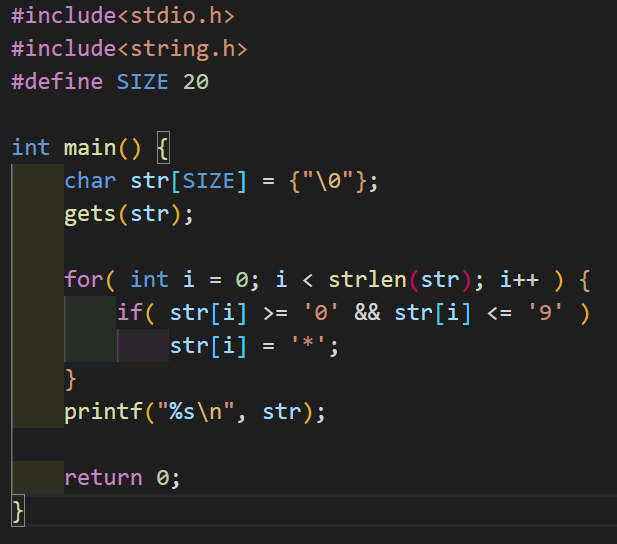 #include<stdio.h>
#include<string.h>
#define SIZE 20

int main() {
    char str[SIZE] = {"\0"};
    gets(str);

    for( int i = 0; i < strlen(str); i++ ) {
        if( str[i] >= '0' && str[i] <= '9' )
            str[i] = '*';
    }
    printf("%s\n", str);

    return 0;
}